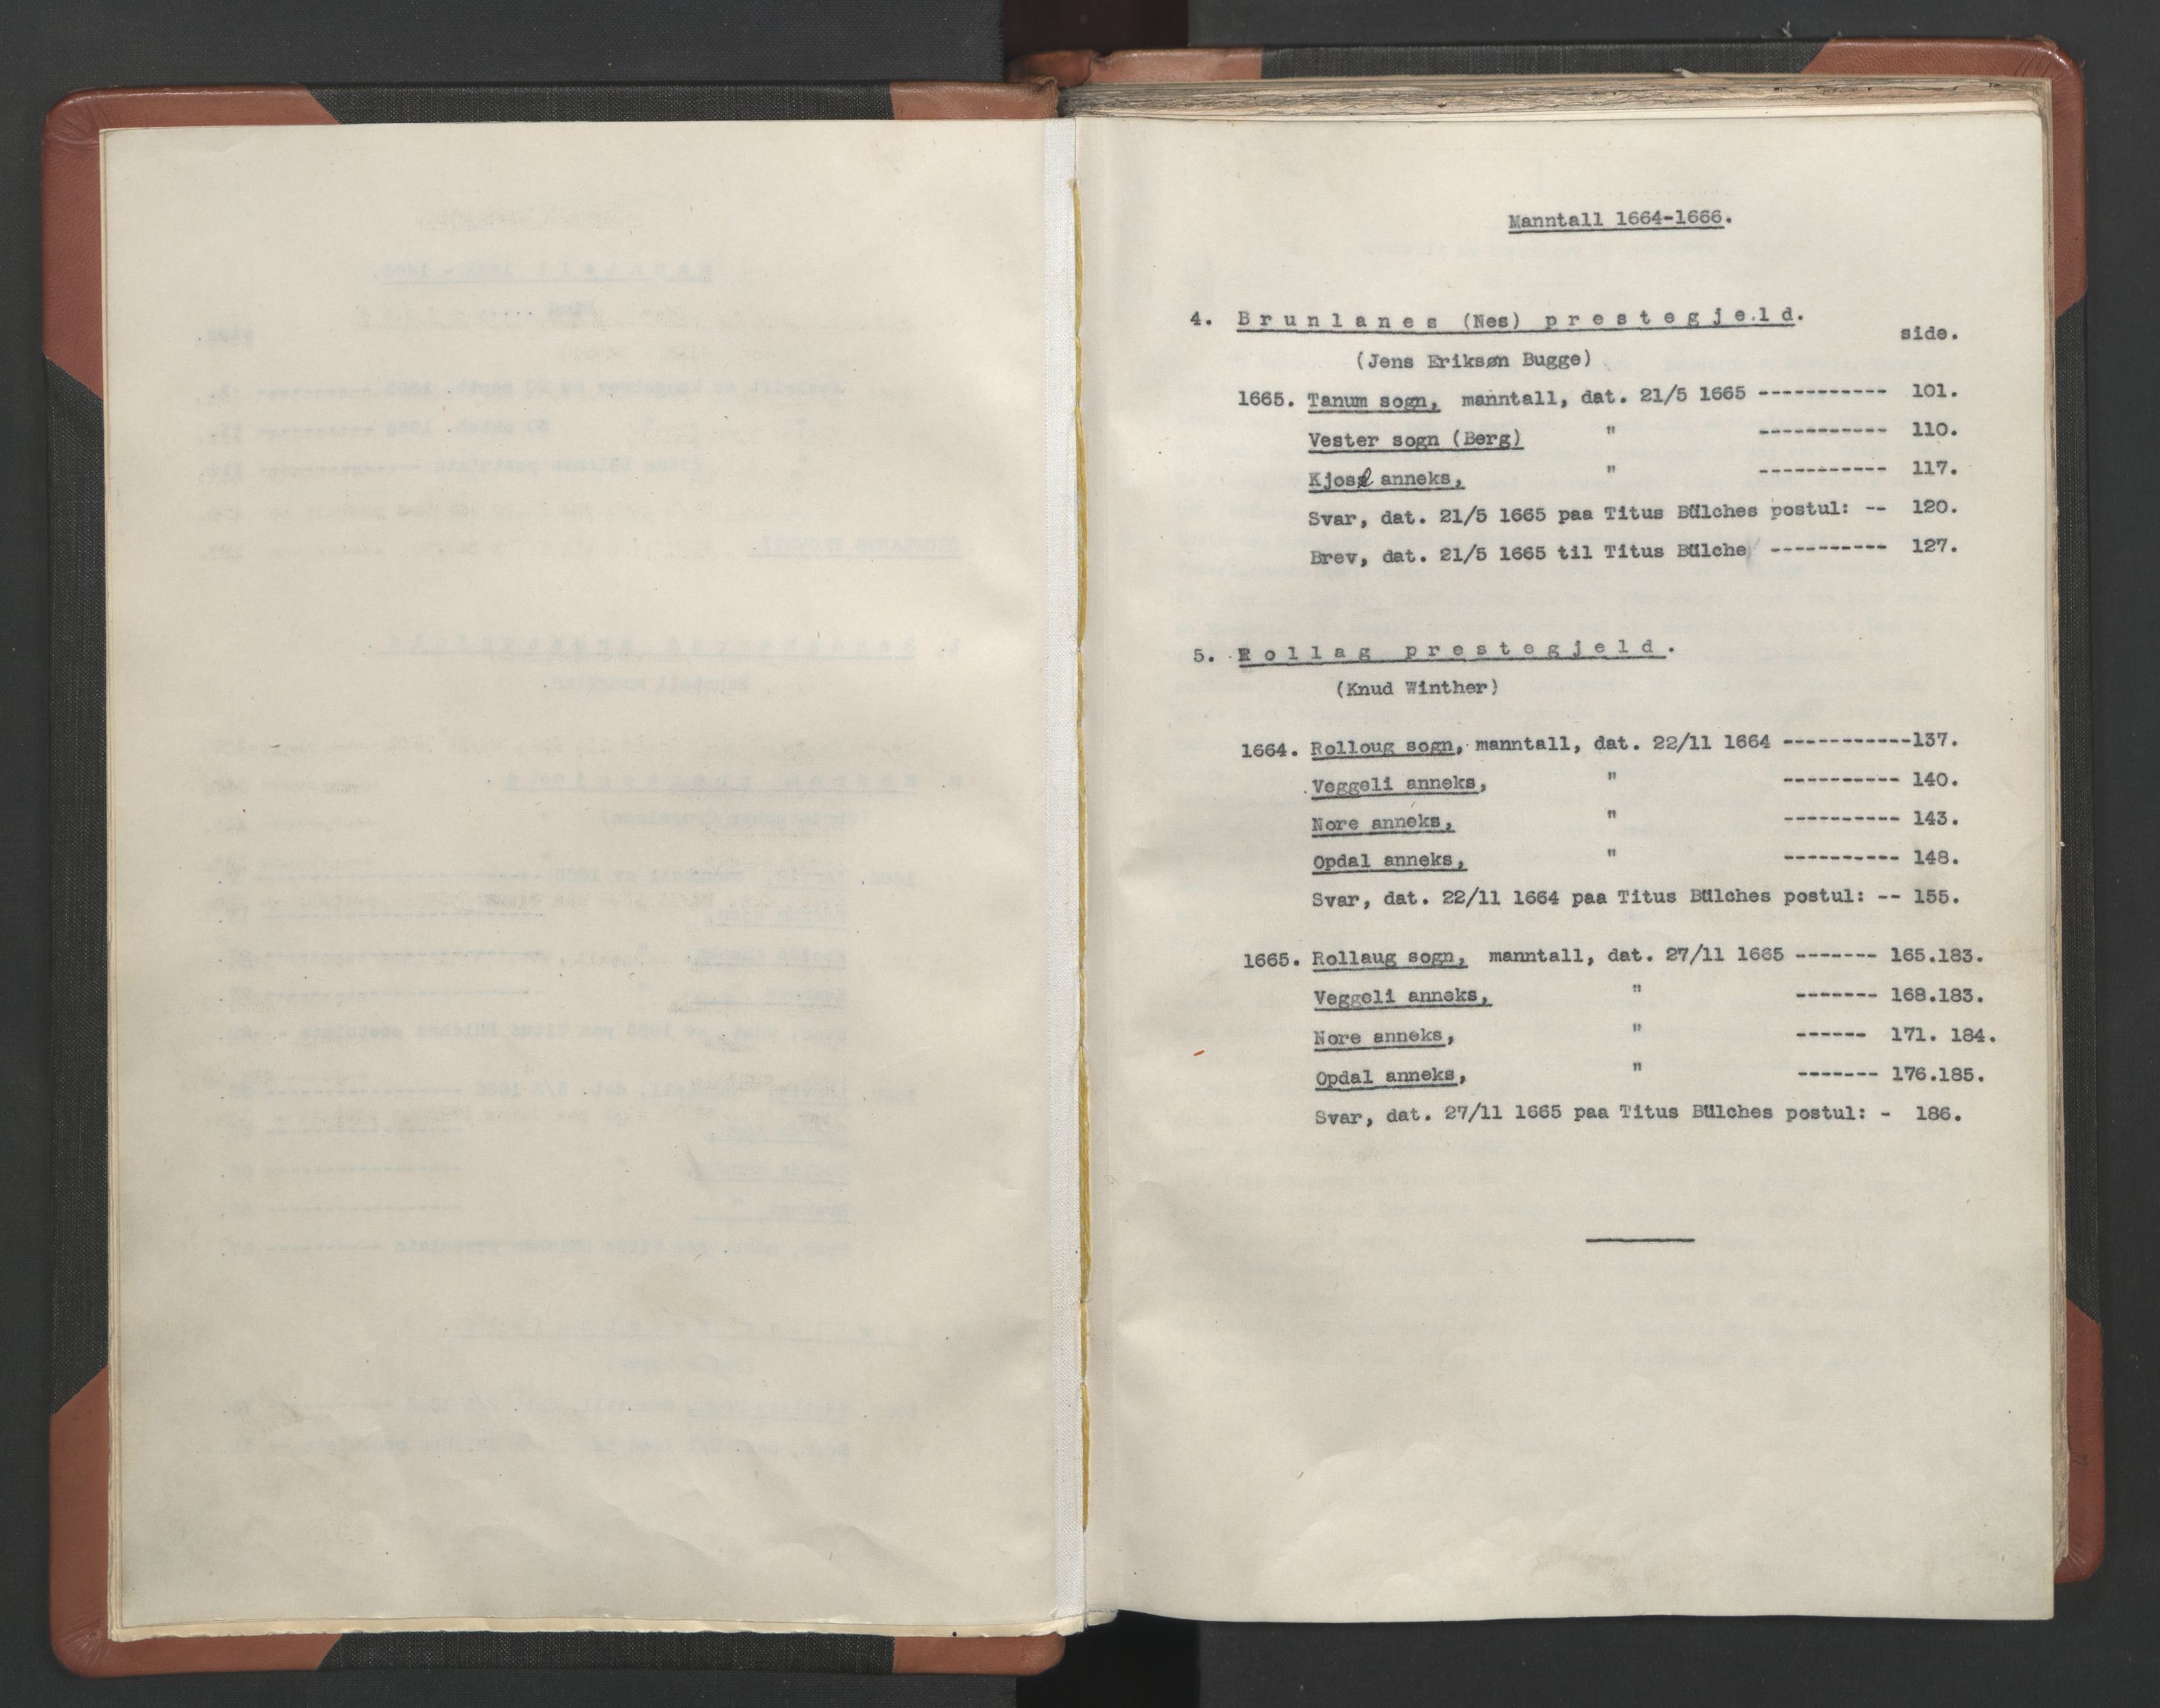 Manntall 1664-1666.
4. Brunlanes (Nes) prestegjeld.
side.
(Jens Eriksøn Bugge)
1665. Tanum sogn, manntall, dat. 21/5 1665 ----------- 101.
Vester sogn (Berg) " ----------- 110.
anneks, " ----------- 117.
Svar, dat. 21/5 1665 paa Titus Bülches postul: -- 120.
Brev, dat. 21/5 1665 til Titus Bülche ---------- 127.
5. Rollag prestegjeld.
(Knud Winther)
1664. Rolloug sogn, manntall, dat. 22/11 1664 -----------137.
Veggeli anneks, " ---------- 140.
Nore anneks, " ---------- 143.
Opdal anneks, " ---------- 148.
Svar, dat. 22/11 1664 paa Titus Bülches postul: -- 155.
1665. Rollaug sogn, manntall, dat. 27/11 1665 ------- 165.183.
Veggeli anneks, " ------- 168.183.
Nore anneks, " ------ 171. 184.
Opdal anneks, " ------- 176.185.
Svar, dat. 27/11 1665 paa Titus Bülches postul: - 186.